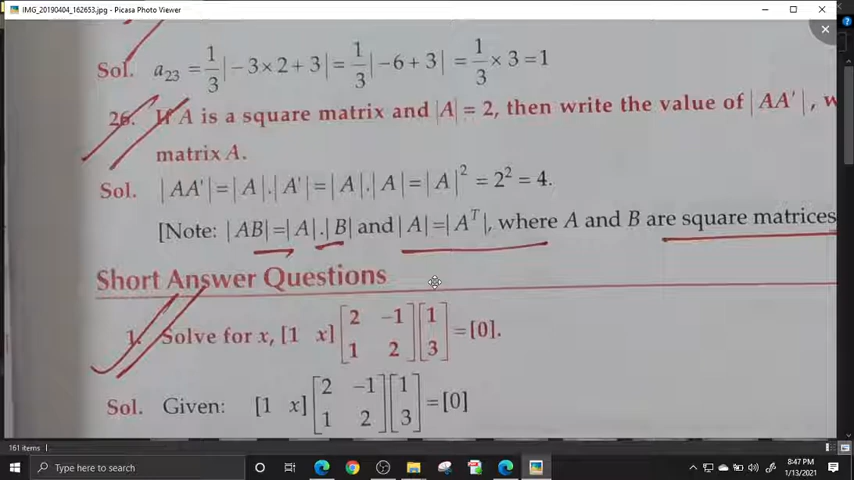 IMG_20190404_162653.jpg - Picasa Photo Viewer
Sol. a₂₃ = 1/3 |−3×2+3| = 1/3 |−6+3| = 1/3 × 3 = 1
26. If A is a square matrix and |A| = 2, then write the value of |AA'|, w
matrix A.
Sol. |AA'|=|A|.|A'|=|A|.|A|=|A|² = 2² = 4.
[Note: |AB|=|A|.|B| and |A|=|Aᵀ|, where A and B are square matrices
Short Answer Questions
1. Solve for x, [1 x] [2 −1; 1 2] [1; 3] = [0].
Sol. Given: [1 x] [2 −1; 1 2] [1; 3] = [0]
161 items
Type here to search
8:47 PM
1/13/2021